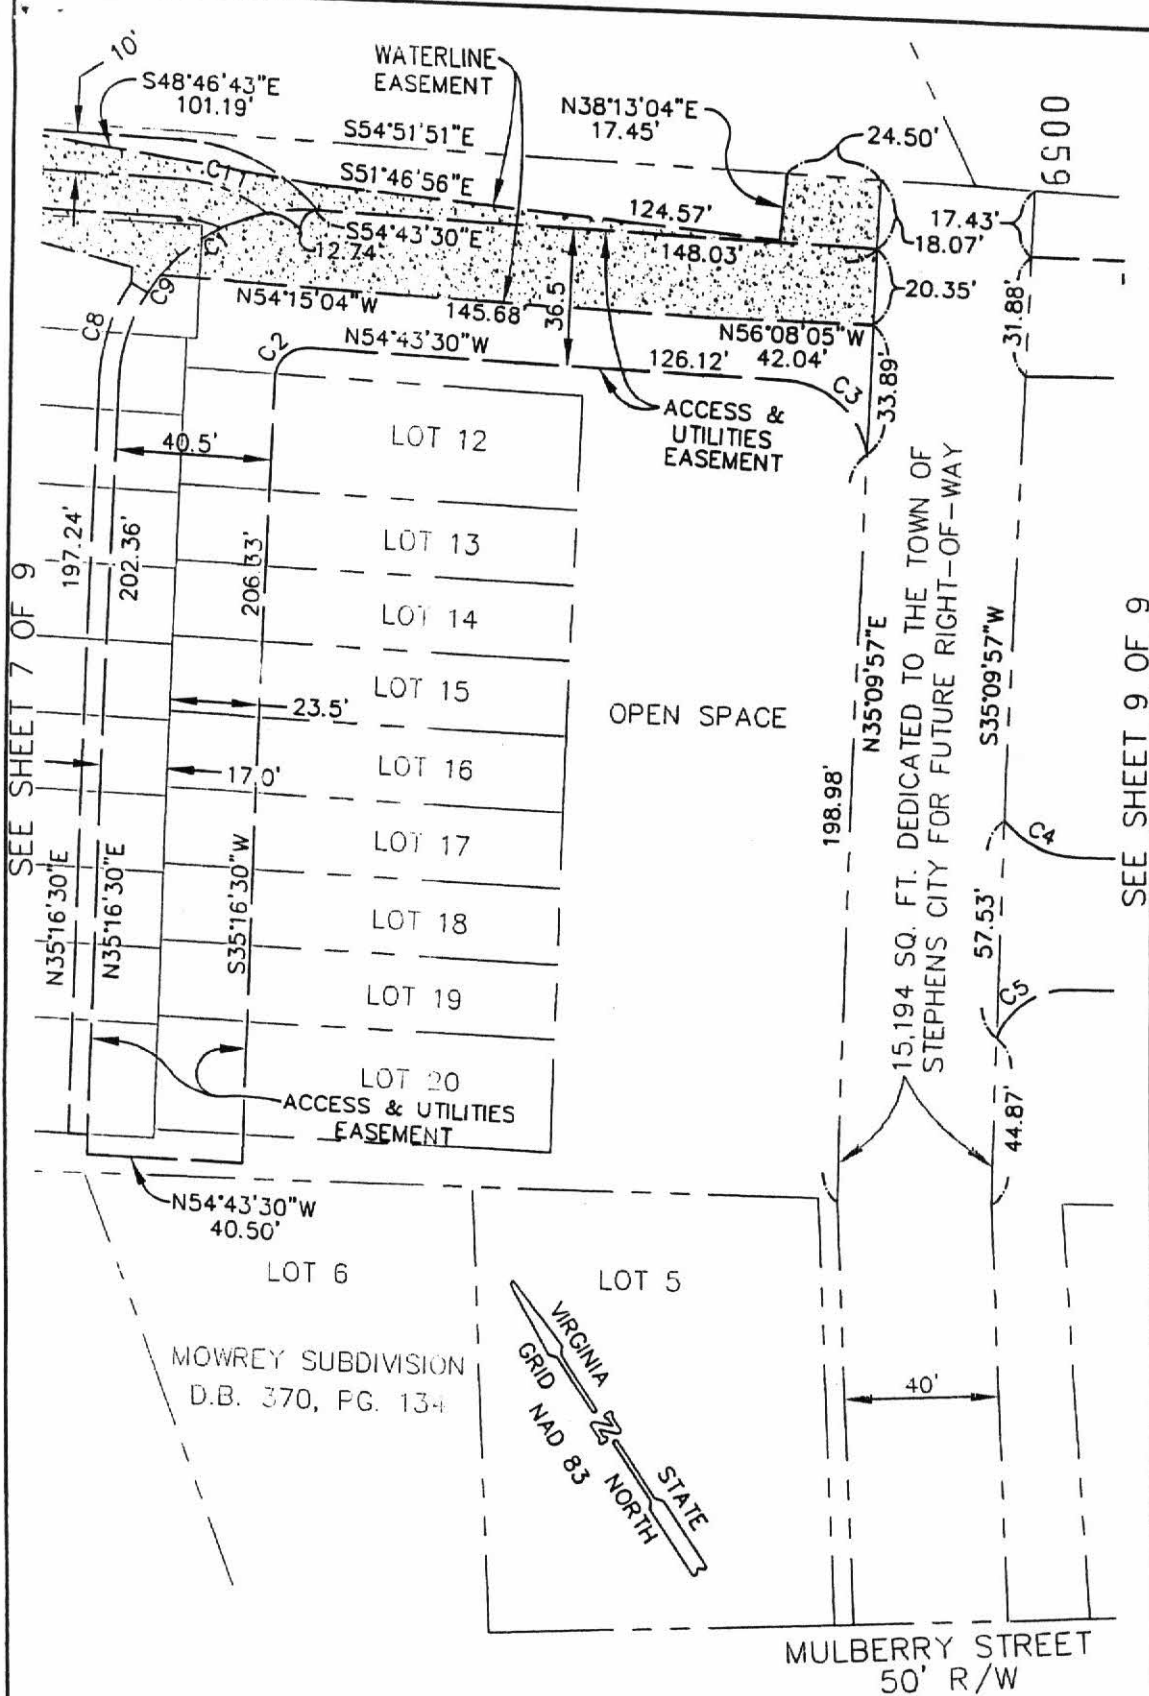 10'
S48°46'43"E
101.19'
WATERLINE
EASEMENT
N38°13'04"E
17.45'
24.50'
0059
S54°51'51"E
S51°46'56"E
C11
124.57'
17.43'
18.07'
S54°43'30"E
12.74'
148.03'
C9
N54°15'04"W
145.68'
36.5
20.35'
31.88'
N56°08'05"W
42.04'
C8
C2
N54°43'30"W
126.12'
C3
33.89'
ACCESS &
UTILITIES
EASEMENT
40.5'
LOT 12
LOT 13
LOT 14
LOT 15
LOT 16
LOT 17
LOT 18
LOT 19
LOT 20
197.24'
202.36'
206.33'
23.5'
17.0'
SEE SHEET 7 OF 9
N35°16'30"E
N35°16'30"E
S35°16'30"W
OPEN SPACE
198.98'
N35°09'57"E
15,194 SQ. FT. DEDICATED TO THE TOWN OF
STEPHENS CITY FOR FUTURE RIGHT-OF-WAY
S35°09'57"W
C4
57.53'
C5
44.87'
SEE SHEET 9 OF 9
ACCESS & UTILITIES
EASEMENT
N54°43'30"W
40.50'
LOT 6
LOT 5
MOWREY SUBDIVISION
D.B. 370, PG. 134
VIRGINIA STATE
GRID NORTH
NAD 83
N
40'
MULBERRY STREET
50' R/W